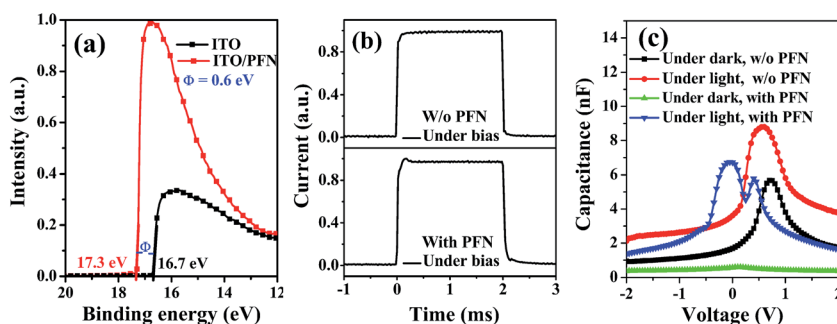 (a)
ITO
ITO/PFN
Φ = 0.6 eV
17.3 eV
Φ
16.7 eV
Intensity (a.u.)
1.0
0.8
0.6
0.4
0.2
0.0
20 18 16 14 12
Binding energy (eV)
(b)
W/o PFN
Under bias
With PFN
Under bias
Current (a.u.)
0.8
0.4
0.0
0.8
0.4
0.0
-1 0 1 2 3
Time (ms)
(c)
Under dark, w/o PFN
Under light, w/o PFN
Under dark, with PFN
Under light, with PFN
Capacitance (nF)
14
12
10
8
6
4
2
0
-2 -1 0 1 2
Voltage (V)